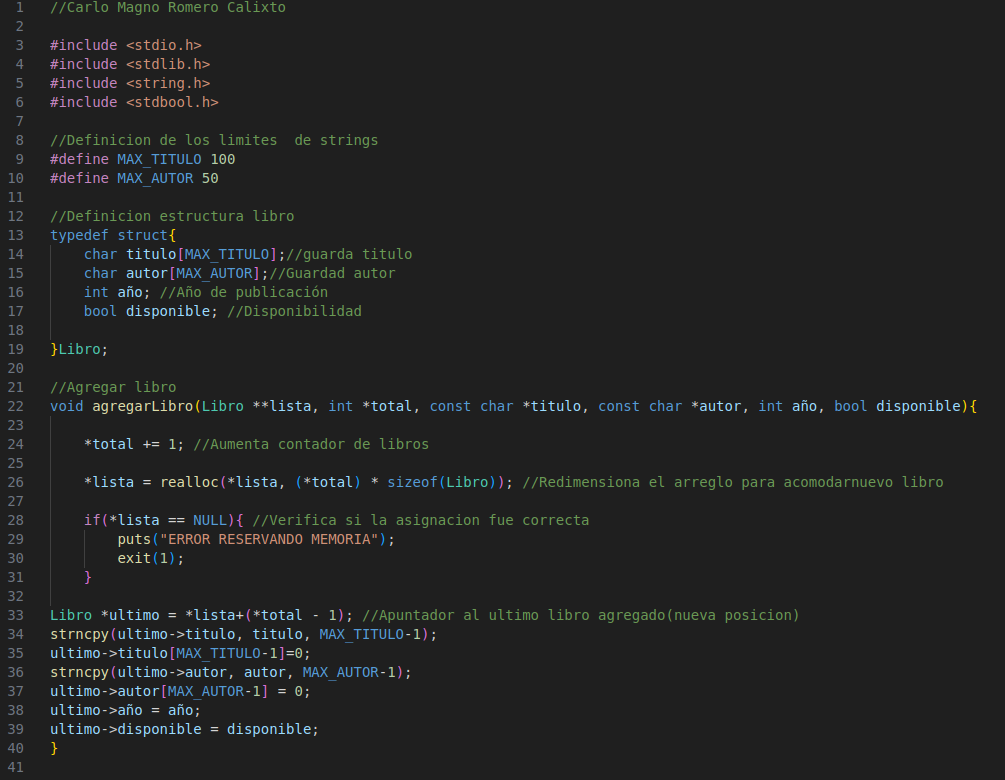 1 //Carlo Magno Romero Calixto
2
3 #include <stdio.h>
4 #include <stdlib.h>
5 #include <string.h>
6 #include <stdbool.h>
7
8 //Definicion de los limites  de strings
9 #define MAX_TITULO 100
10 #define MAX_AUTOR 50
11
12 //Definicion estructura libro
13 typedef struct{
14     char titulo[MAX_TITULO];//guarda titulo
15     char autor[MAX_AUTOR];//Guardad autor
16     int año; //Año de publicación
17     bool disponible; //Disponibilidad
18
19 }Libro;
20
21 //Agregar libro
22 void agregarLibro(Libro **lista, int *total, const char *titulo, const char *autor, int año, bool disponible){
23
24     *total += 1; //Aumenta contador de libros
25
26     *lista = realloc(*lista, (*total) * sizeof(Libro)); //Redimensiona el arreglo para acomodarnuevo libro
27
28     if(*lista == NULL){ //Verifica si la asignacion fue correcta
29         puts("ERROR RESERVANDO MEMORIA");
30         exit(1);
31     }
32
33 Libro *ultimo = *lista+(*total - 1); //Apuntador al ultimo libro agregado(nueva posicion)
34 strncpy(ultimo->titulo, titulo, MAX_TITULO-1);
35 ultimo->titulo[MAX_TITULO-1]=0;
36 strncpy(ultimo->autor, autor, MAX_AUTOR-1);
37 ultimo->autor[MAX_AUTOR-1] = 0;
38 ultimo->año = año;
39 ultimo->disponible = disponible;
40 }
41